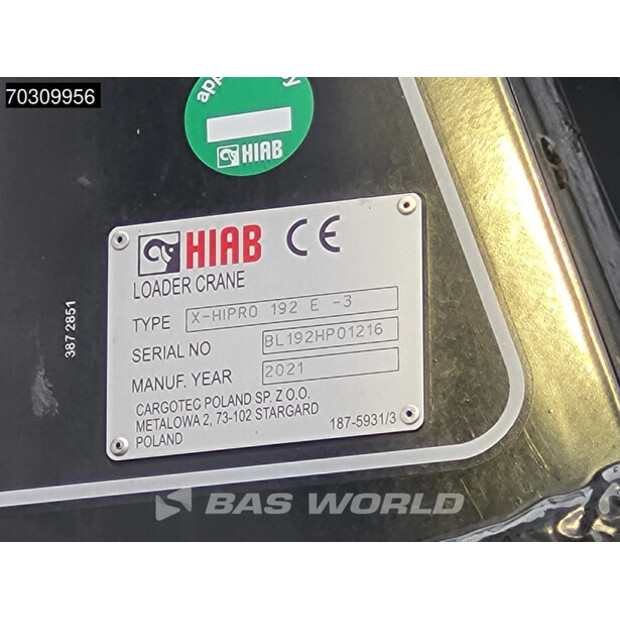 70309956
HIAB
HIAB CE
LOADER CRANE
TYPE X-HIPRO 192 E -3
SERIAL NO BL192HP01216
MANUF. YEAR 2021
CARGOTEC POLAND SP. Z O.O.
METALOWA 2, 73-102 STARGARD
POLAND
187-5931/3
387 2851
BAS WORLD